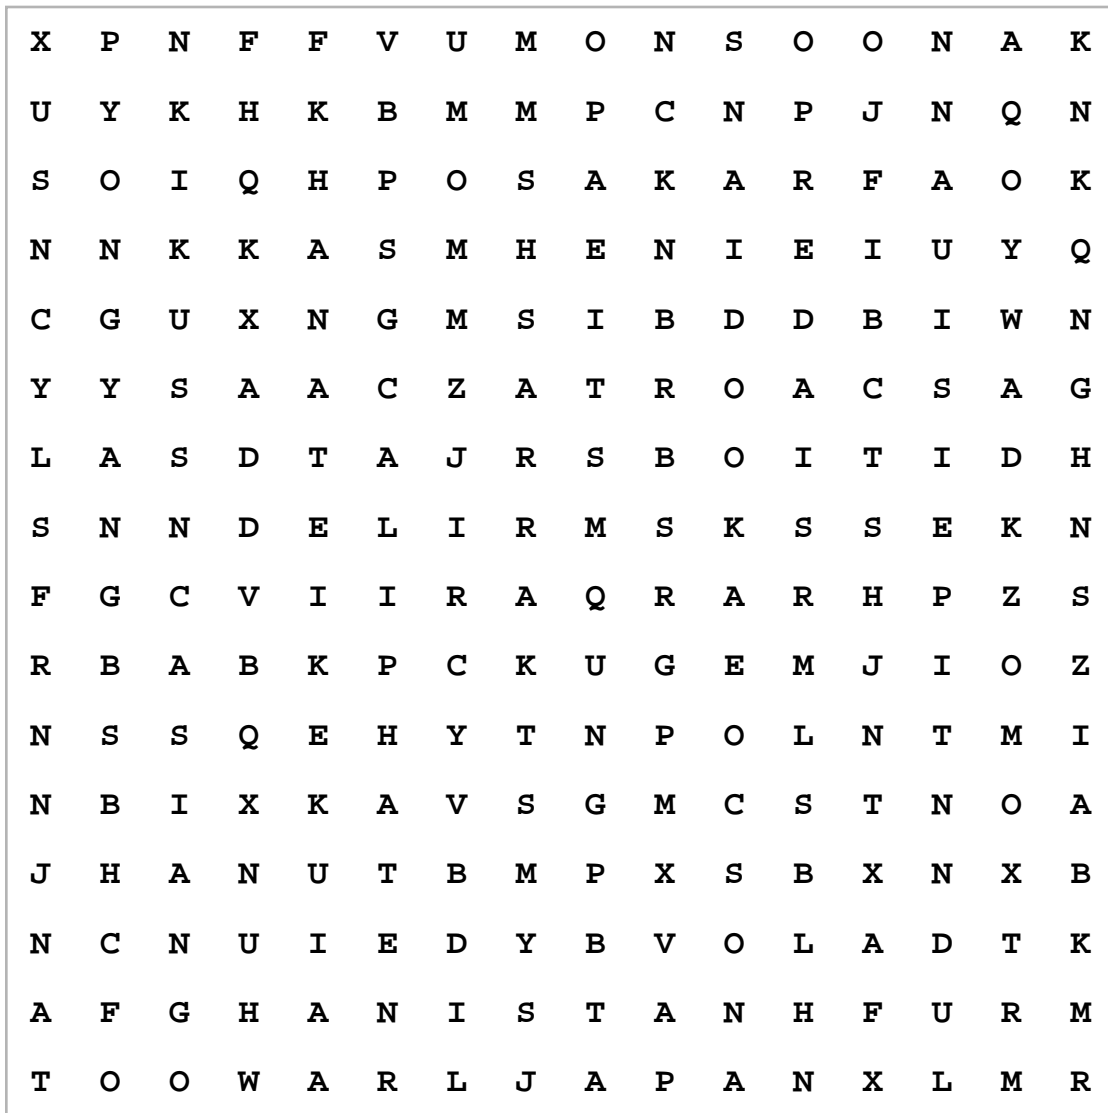 X P N F F V U M O N S O O N A K
U Y K H K B M M P C N P J N Q N
S O I Q H P O S A K A R F A O K
N N K K A S M H E N I E I U Y Q
C G U X N G M S I B D D B I W N
Y Y S A A C Z A T R O A C S A G
L A S D T A J R S B O I T I D H
S N N D E L I R M S K S S E K N
F G C V I I R A Q R A R H P Z S
R B A B K P C K U G E M J I O Z
N S S Q E H Y T N P O L N T M I
N B I X K A V S G M C S T N O A
J H A N U T B M P X S B X N X B
N C N U I E D Y B V O L A D T K
A F G H A N I S T A N H F U R M
T O O W A R L J A P A N X L M R